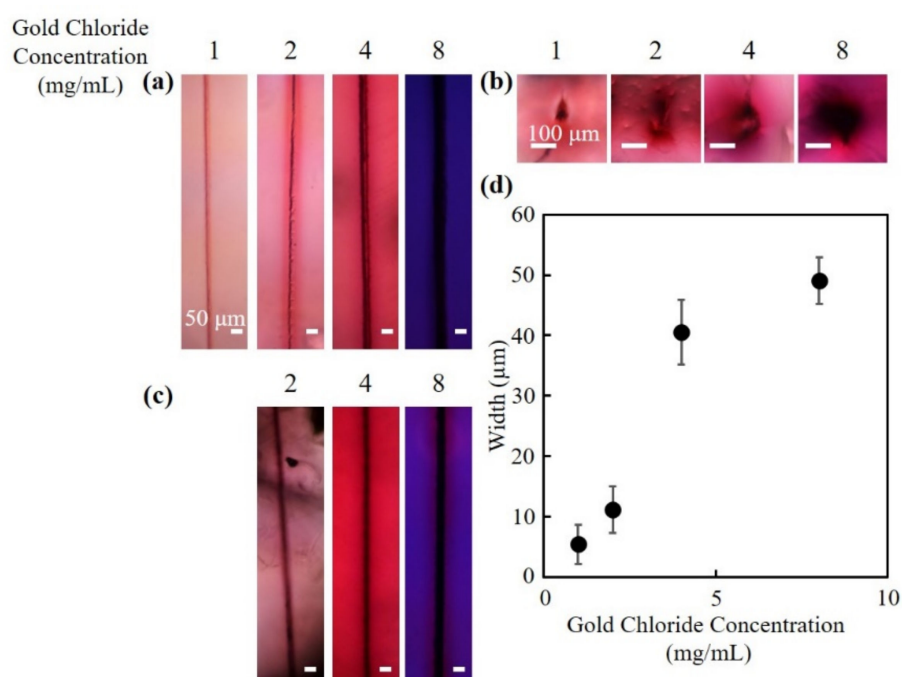 Gold Chloride
Concentration
(mg/mL)
1 2 4 8
(a)
50 μm
1 2 4 8
(b)
100 μm
2 4 8
(c)
(d)
60
50
40
30
20
10
0
Width (μm)
0 5 10
Gold Chloride Concentration
(mg/mL)